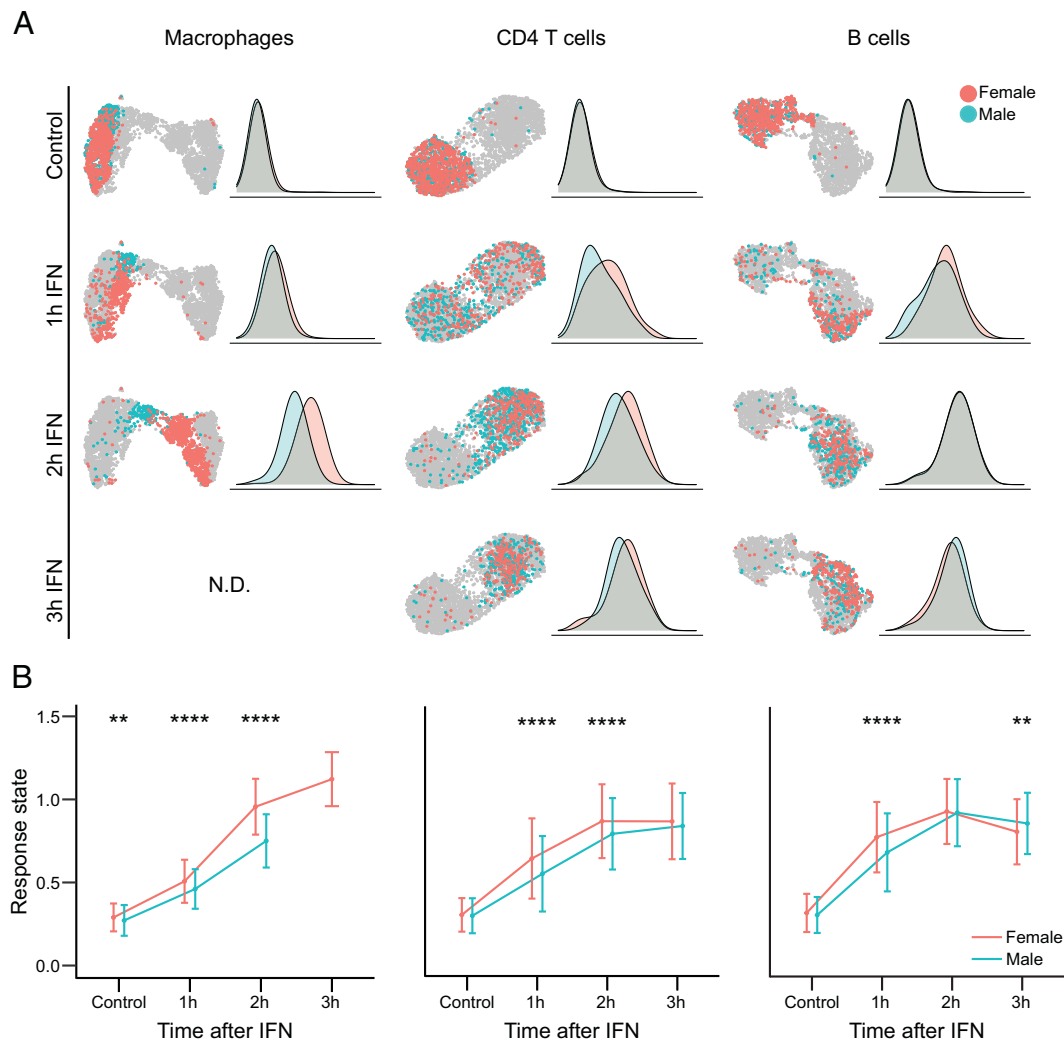 A
Macrophages
CD4 T cells
B cells
Female
Male
Control
1h IFN
2h IFN
3h IFN
N.D.
B
Response state
1.5
1.0
0.5
0.0
** **** ****
**** ****
**** **
Female
Male
Control 1h 2h 3h
Control 1h 2h 3h
Control 1h 2h 3h
Time after IFN
Time after IFN
Time after IFN